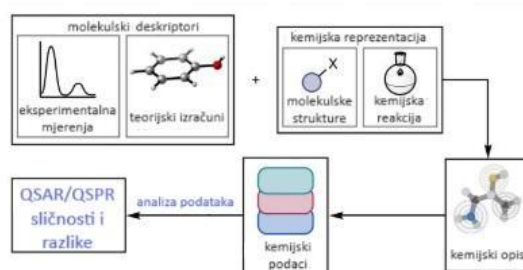 molekulski deskriptori
eksperimentalna
mjerenja
teorijski izračuni
+
kemijska reprezentacija
X
molekulske
strukture
kemijska
reakcija
kemijski opis
kemijski
podaci
analiza podataka
QSAR/QSPR
sličnosti i
razlike